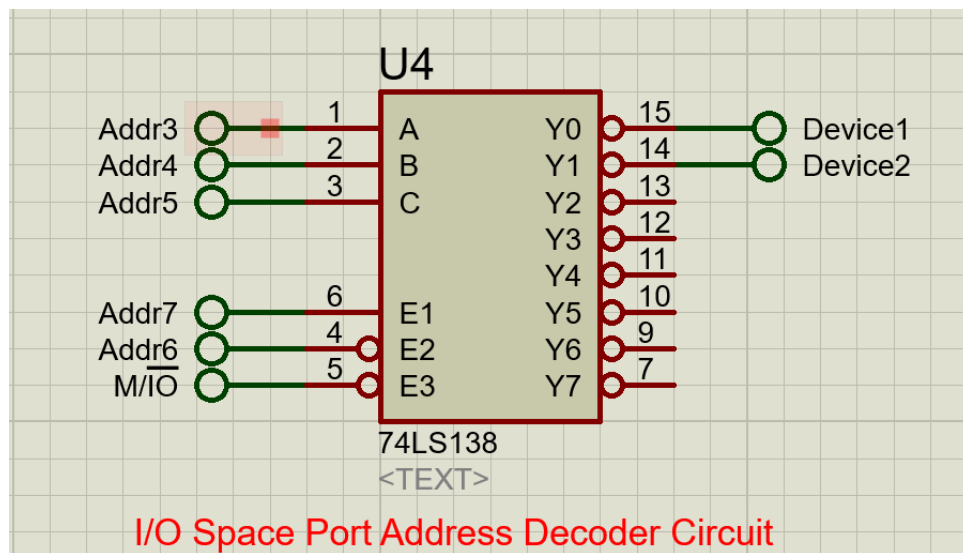 U4
Addr3 1 A Y0 15 Device1
Addr4 2 B Y1 14 Device2
Addr5 3 C Y2 13
Y3 12
Y4 11
Addr7 6 E1 Y5 10
Addr6 4 E2 Y6 9
M/I̅O̅ 5 E3 Y7 7
74LS138
<TEXT>
I/O Space Port Address Decoder Circuit